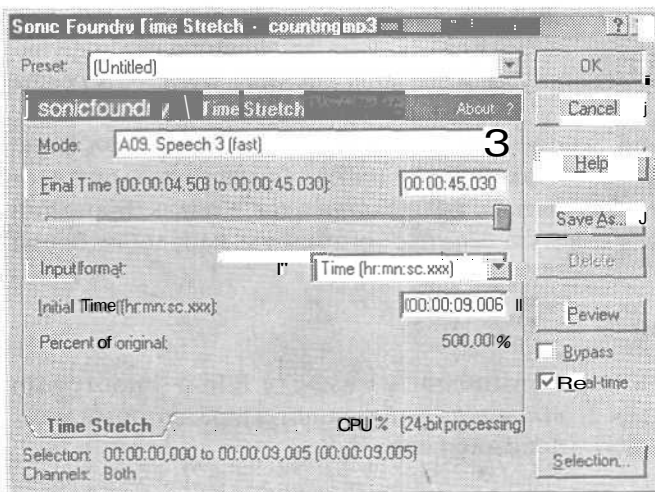 Sonic Foundry Time Stretch - counting mp3
Preset: (Untitled)
OK
sonicfoundry \ Time Stretch About ?
Cancel
Mode: A09. Speech 3 (fast)
Help
Final Time (00:00:04.503 to 00:00:45.030): 00:00:45.030
Save As...
Input format: Time (hr:mn:sc.xxx)
Delete
Initial Time (hr:mn:sc.xxx): 00:00:09.006
Peview
Percent of original: 500,00 %
Bypass
Real-time
Time Stretch CPU % (24-bit processing)
Selection: 00:00:00,000 to 00:00:09,005 (00:00:09,005)
Selection...
Channels: Both